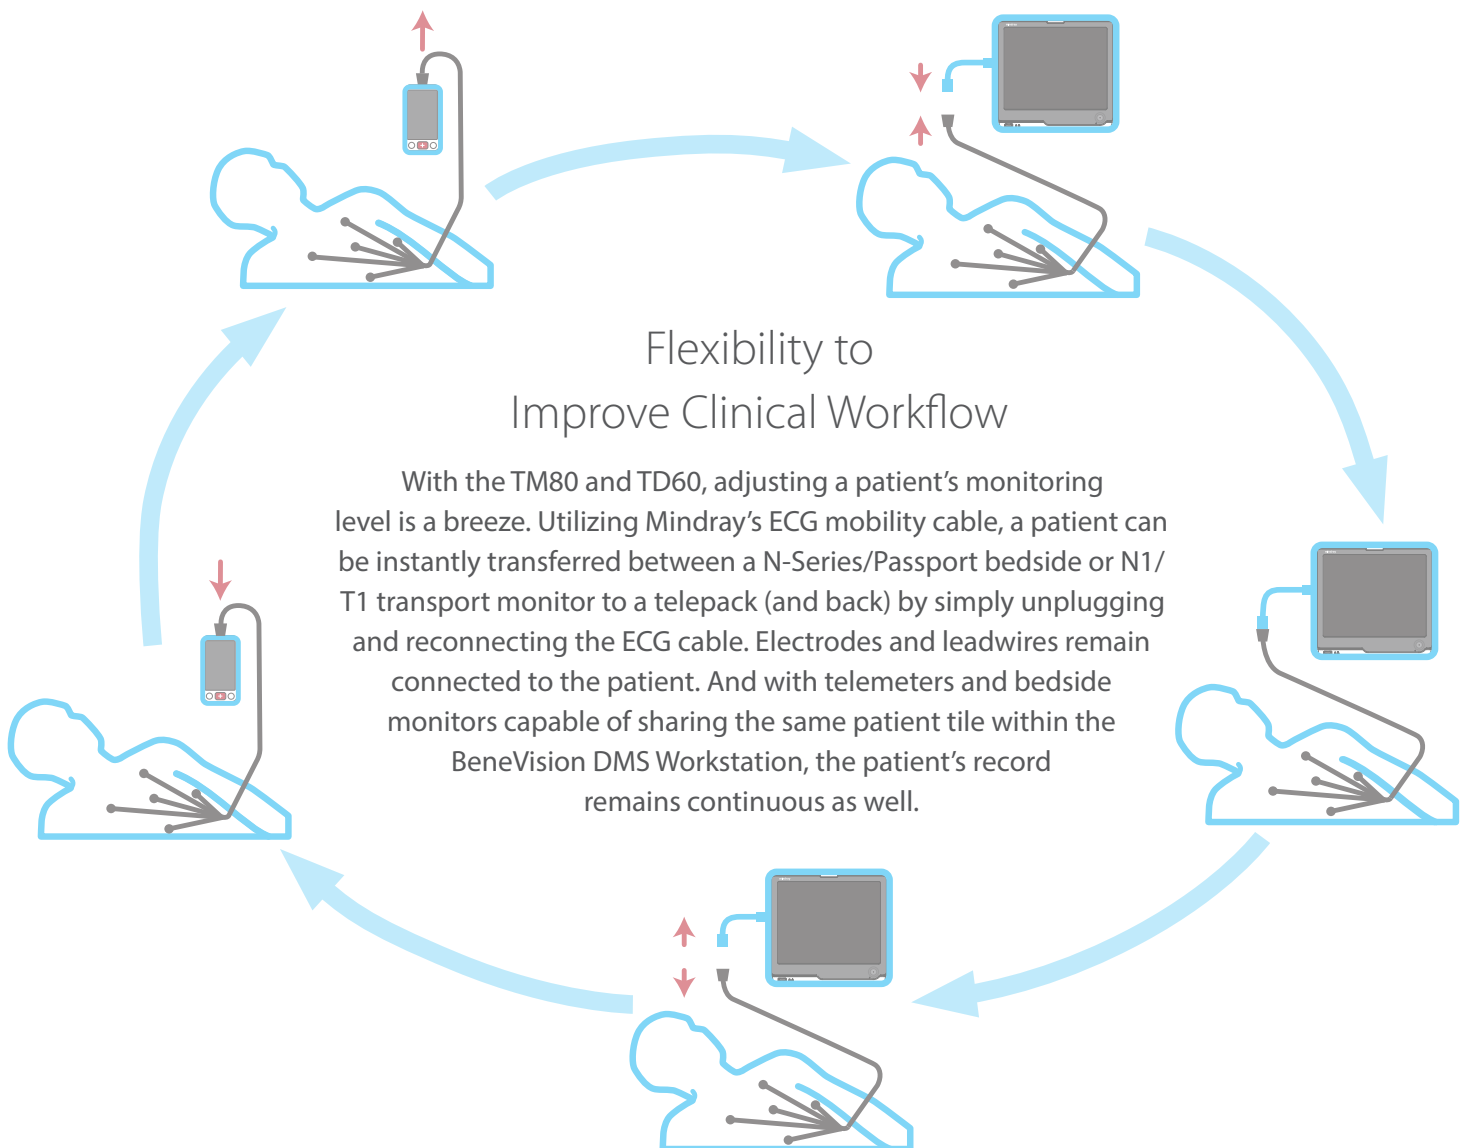 Flexibility to
Improve Clinical Workflow
With the TM80 and TD60, adjusting a patient’s monitoring
level is a breeze. Utilizing Mindray’s ECG mobility cable, a patient can
be instantly transferred between a N-Series/Passport bedside or N1/
T1 transport monitor to a telepack (and back) by simply unplugging
and reconnecting the ECG cable. Electrodes and leadwires remain
connected to the patient. And with telemeters and bedside
monitors capable of sharing the same patient tile within the
BeneVision DMS Workstation, the patient’s record
remains continuous as well.